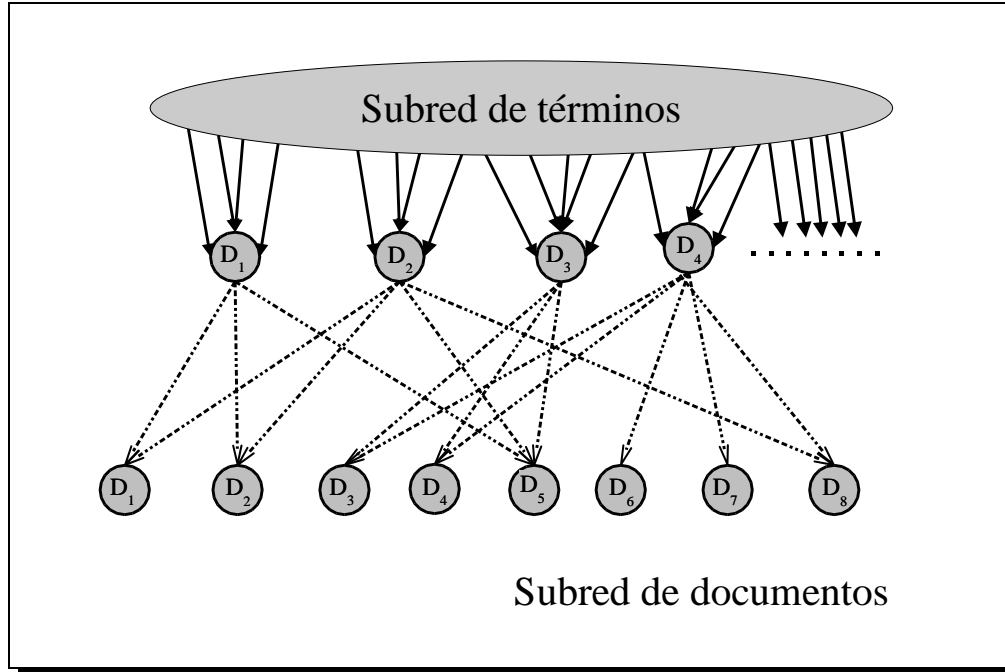 Subred de términos
D1 D2 D3 D4 ........
D1 D2 D3 D4 D5 D6 D7 D8
Subred de documentos